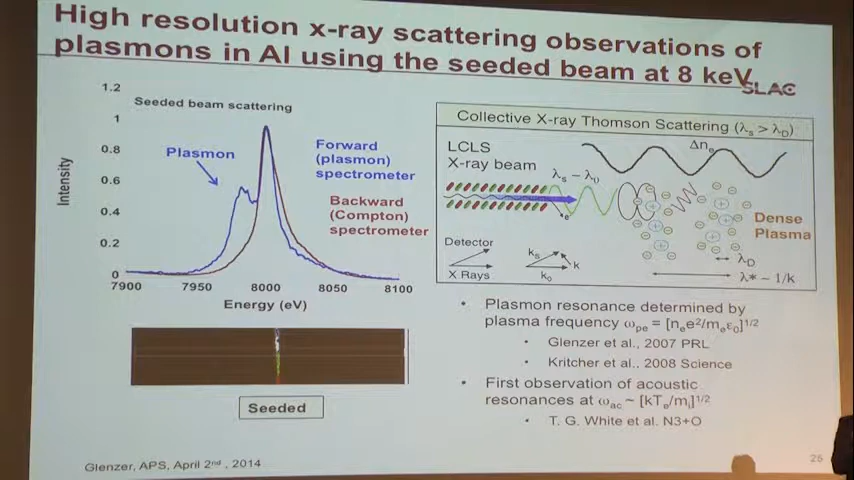 High resolution x-ray scattering observations of
plasmons in Al using the seeded beam at 8 keV
SLAC
1.2
1
0.8
0.6
0.4
0.2
0
Intensity
Seeded beam scattering
Plasmon
Forward
(plasmon)
spectrometer
Backward
(Compton)
spectrometer
7900
7950
8000
8050
8100
Energy (eV)
Seeded
Collective X-ray Thomson Scattering (λs > λD)
LCLS
X-ray beam
λs ~ λ0
Δne
e-
Dense
Plasma
Detector
X Rays
ks
k
k0
λD
λ* ~ 1/k
• Plasmon resonance determined by
plasma frequency ωpe = [nee²/meε0]1/2
• Glenzer et al., 2007 PRL
• Kritcher et al., 2008 Science
• First observation of acoustic
resonances at ωac ~ [kTe/mi]1/2
• T. G. White et al. N3+O
Glenzer, APS, April 2nd, 2014